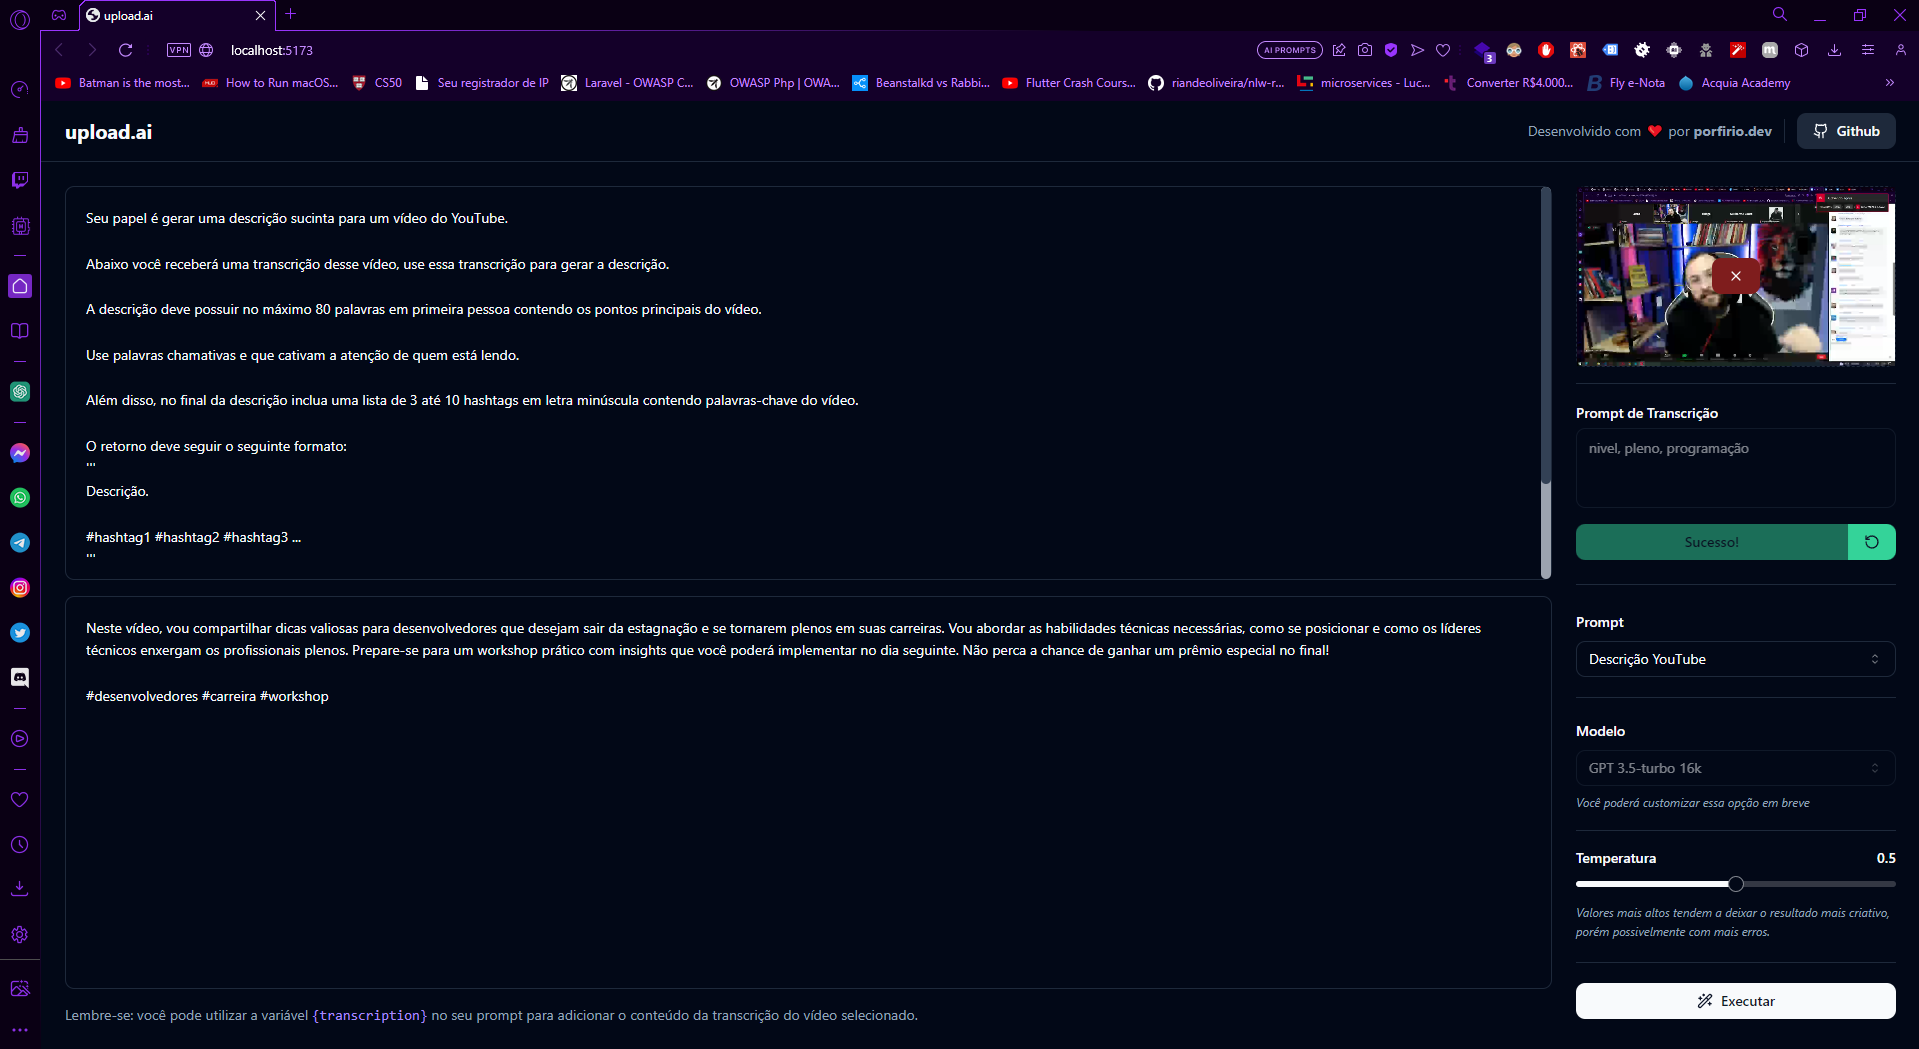 upload.ai
VPN
localhost:5173
AI PROMPTS
3
Batman is the most...
How to Run macOS...
CS50
Seu registrador de IP
Laravel - OWASP C...
OWASP Php | OWA...
Beanstalkd vs Rabbi...
Flutter Crash Cours...
riandeoliveira/nlw-r...
microservices - Luc...
Converter R$4.000...
Fly e-Nota
Acquia Academy
upload.ai
Desenvolvido com ❤ por porfirio.dev
Github
Seu papel é gerar uma descrição sucinta para um vídeo do YouTube.
Abaixo você receberá uma transcrição desse vídeo, use essa transcrição para gerar a descrição.
A descrição deve possuir no máximo 80 palavras em primeira pessoa contendo os pontos principais do vídeo.
Use palavras chamativas e que cativam a atenção de quem está lendo.
Além disso, no final da descrição inclua uma lista de 3 até 10 hashtags em letra minúscula contendo palavras-chave do vídeo.
O retorno deve seguir o seguinte formato:
'''
Descrição.
#hashtag1 #hashtag2 #hashtag3 ...
'''
Neste vídeo, vou compartilhar dicas valiosas para desenvolvedores que desejam sair da estagnação e se tornarem plenos em suas carreiras. Vou abordar as habilidades técnicas necessárias, como se posicionar e como os líderes
técnicos enxergam os profissionais plenos. Prepare-se para um workshop prático com insights que você poderá implementar no dia seguinte. Não perca a chance de ganhar um prêmio especial no final!
#desenvolvedores #carreira #workshop
Lembre-se: você pode utilizar a variável {transcription} no seu prompt para adicionar o conteúdo da transcrição do vídeo selecionado.
Prompt de Transcrição
nivel, pleno, programação
Sucesso!
Prompt
Descrição YouTube
Modelo
GPT 3.5-turbo 16k
Você poderá customizar essa opção em breve
Temperatura
0.5
Valores mais altos tendem a deixar o resultado mais criativo,
porém possivelmente com mais erros.
Executar